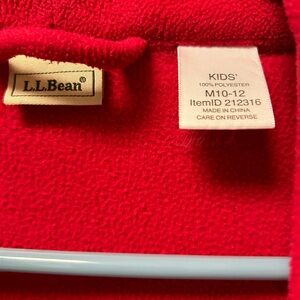 L.L.Bean®
KIDS'
100% POLYESTER
M10-12
ItemID 212316
MADE IN CHINA
CARE ON REVERSE